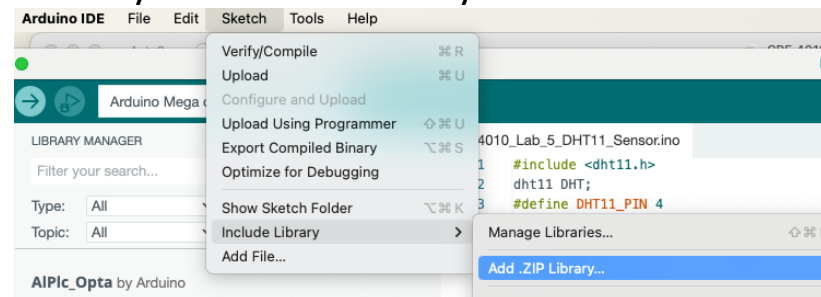 Arduino IDE File Edit Sketch Tools Help
Verify/Compile ⌘ R
Upload ⌘ U
Configure and Upload
Upload Using Programmer ⇧ ⌘ U
Export Compiled Binary ⌥ ⌘ S
Optimize for Debugging
Show Sketch Folder ⌥ ⌘ K
Include Library >
Add File...
Manage Libraries... ⇧ ⌘
Add .ZIP Library...
Arduino Mega
LIBRARY MANAGER
Filter your search...
Type: All
Topic: All
AlPlc_Opta by Arduino
4010_Lab_5_DHT11_Sensor.ino
1 #include <dht11.h>
2 dht11 DHT;
3 #define DHT11_PIN 4